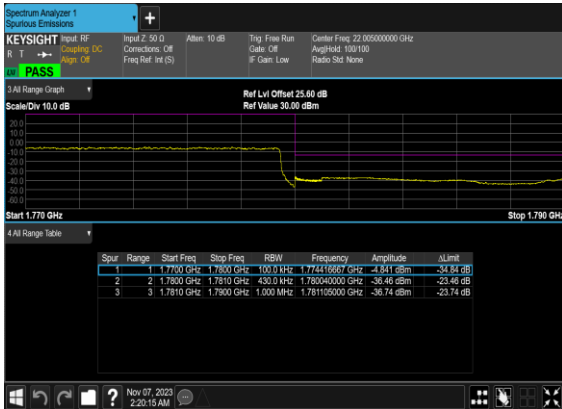 Spectrum Analyzer 1
Spurious Emissions
+
KEYSIGHT Input: RF Input Z: 50 Ω Atten: 10 dB Trig: Free Run Center Freq: 22.005000000 GHz
R T Coupling: DC Corrections: Off Gate: Off Avg|Hold: 100/100
Align: Off Freq Ref: Int (S) IF Gain: Low Radio Std: None
PASS
3 All Range Graph
Ref Lvl Offset 25.60 dB
Scale/Div 10.0 dB Ref Value 30.00 dBm
20.0
10.0
0.00
-10.0
-20.0
-30.0
-40.0
-50.0
-60.0
Start 1.770 GHz Stop 1.790 GHz
4 All Range Table
Spur Range Start Freq Stop Freq RBW Frequency Amplitude ΔLimit
1 1 1.7700 GHz 1.7800 GHz 100.0 kHz 1.774416667 GHz -4.841 dBm -34.84 dB
2 2 1.7800 GHz 1.7810 GHz 430.0 kHz 1.780040000 GHz -36.46 dBm -23.46 dB
3 3 1.7810 GHz 1.7900 GHz 1.000 MHz 1.781105000 GHz -36.74 dBm -23.74 dB
? Nov 07, 2023
2:20:15 AM